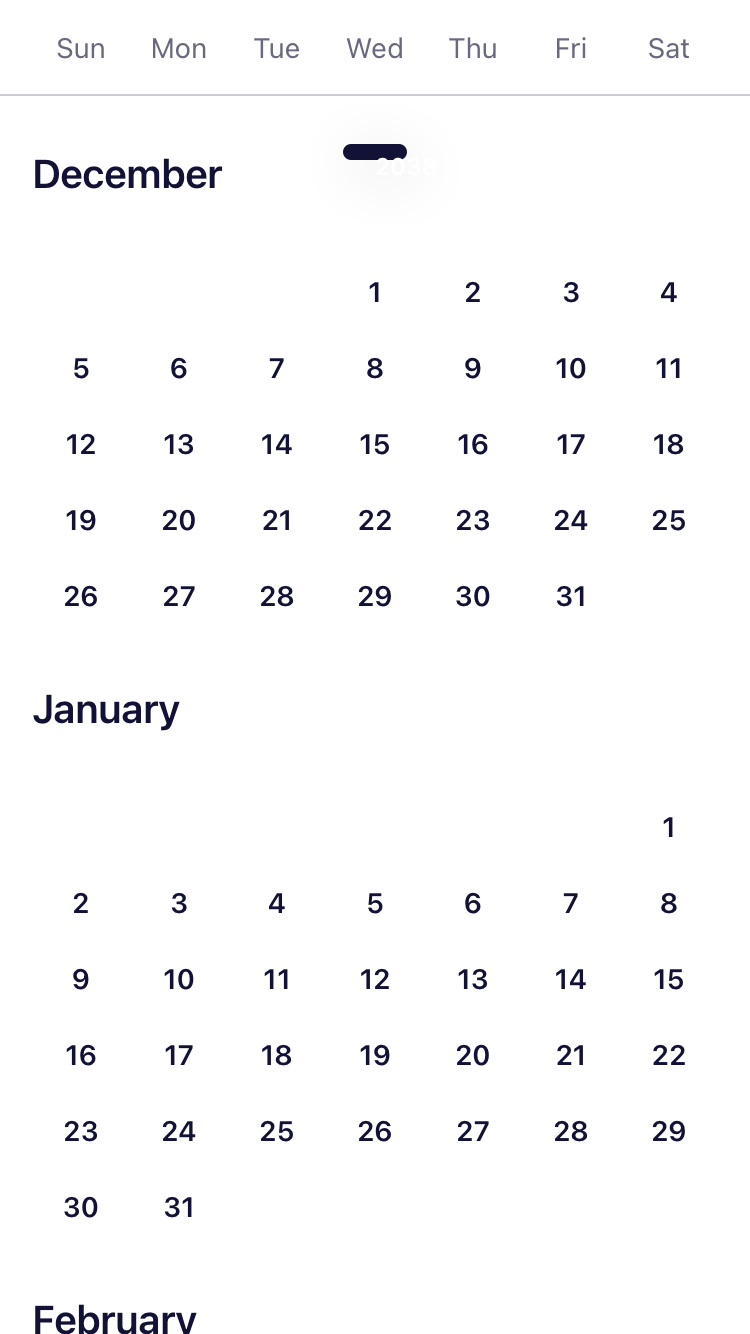 Sun Mon Tue Wed Thu Fri Sat
2038
December
1 2 3 4
5 6 7 8 9 10 11
12 13 14 15 16 17 18
19 20 21 22 23 24 25
26 27 28 29 30 31
January
1
2 3 4 5 6 7 8
9 10 11 12 13 14 15
16 17 18 19 20 21 22
23 24 25 26 27 28 29
30 31
February